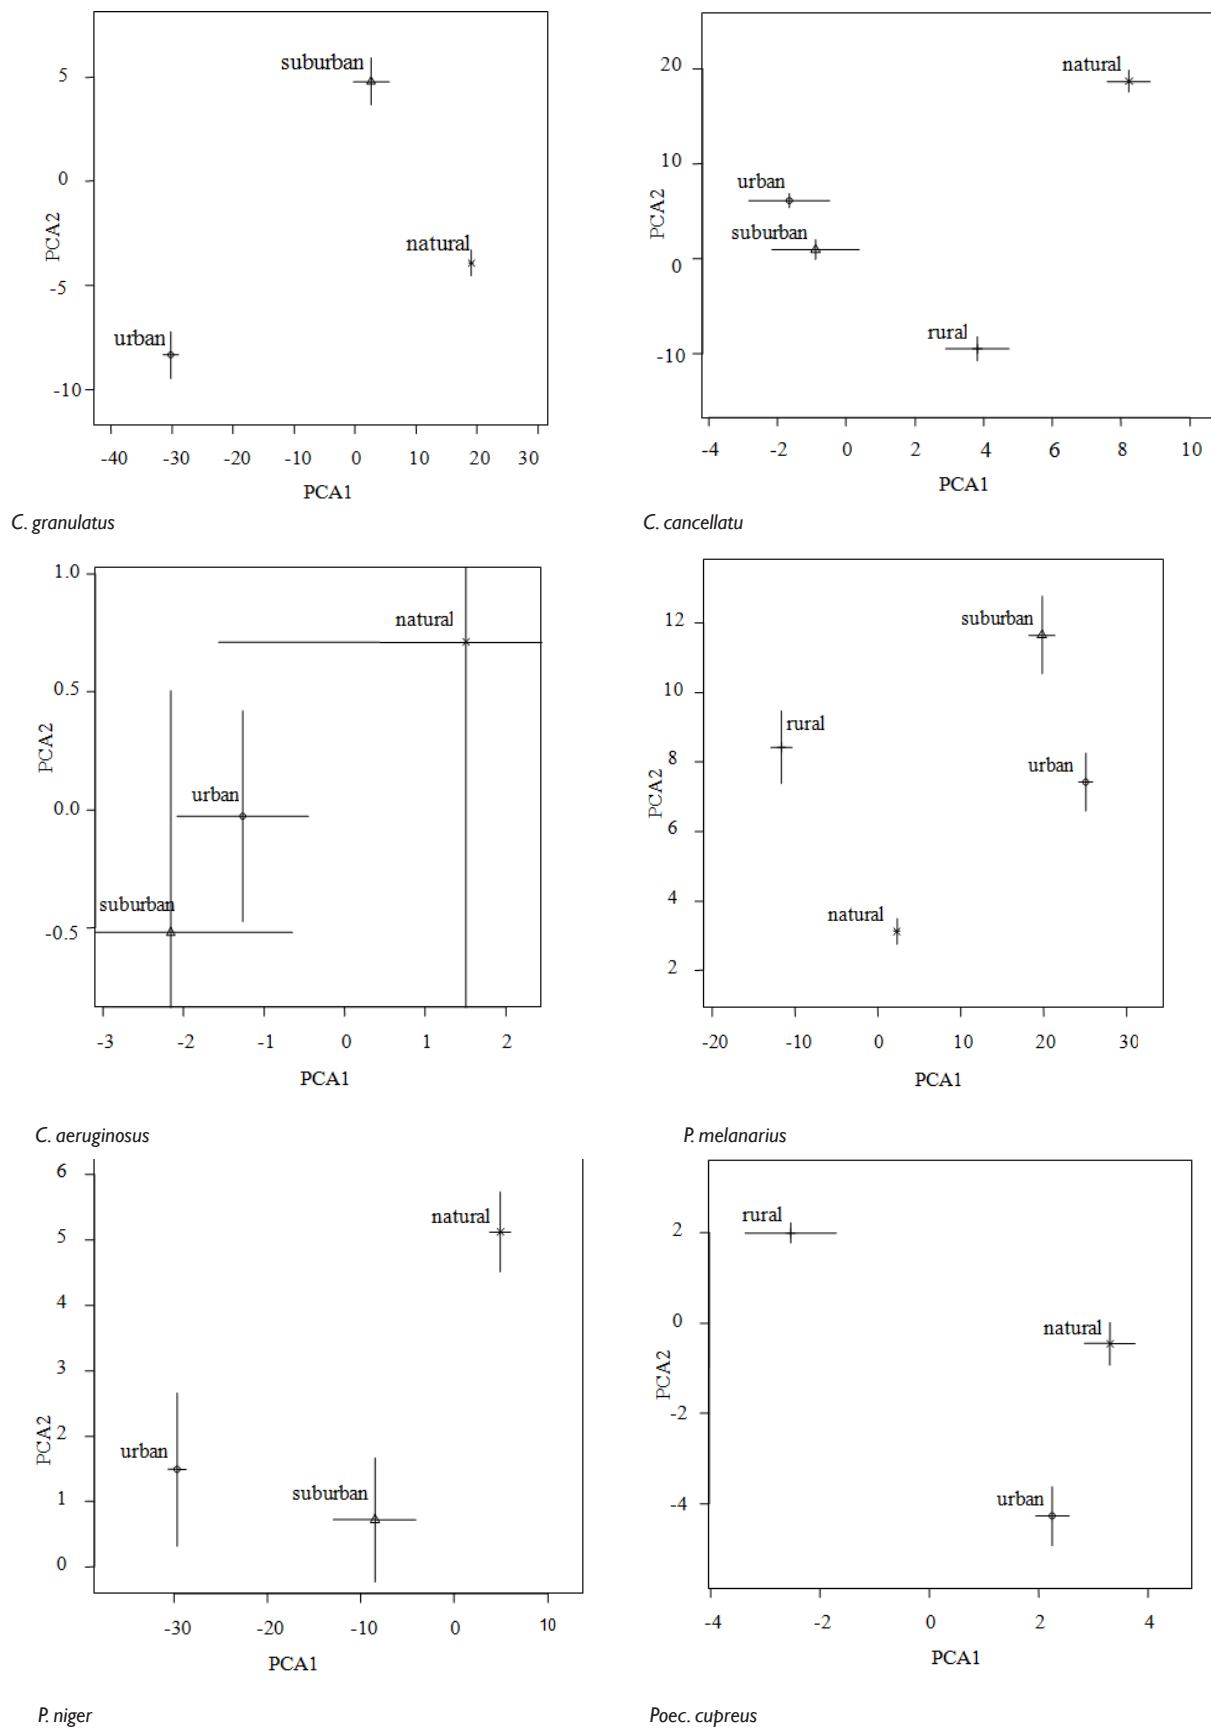 suburban
5
0
natural
PCA2
-5
urban
-10
-40 -30 -20 -10 0 10 20 30
PCA1
C. granulatus
20
natural
10
urban
PCA2
suburban
0
rural
-10
-4 -2 0 2 4 6 8 10
PCA1
C. cancellatu
1.0
natural
0.5
PCA2
urban
0.0
suburban
-0.5
-3 -2 -1 0 1 2
PCA1
C. aeruginosus
12
suburban
10
rural
8
urban
PCA2
6
4
natural
2
-20 -10 0 10 20 30
PCA1
P. melanarius
6
natural
5
4
3
2
PCA2
urban
suburban
1
0
-30 -20 -10 0 10
PCA1
P. niger
rural
2
0
natural
PCA2
-2
urban
-4
-4 -2 0 2 4
PCA1
Poec. cupreus